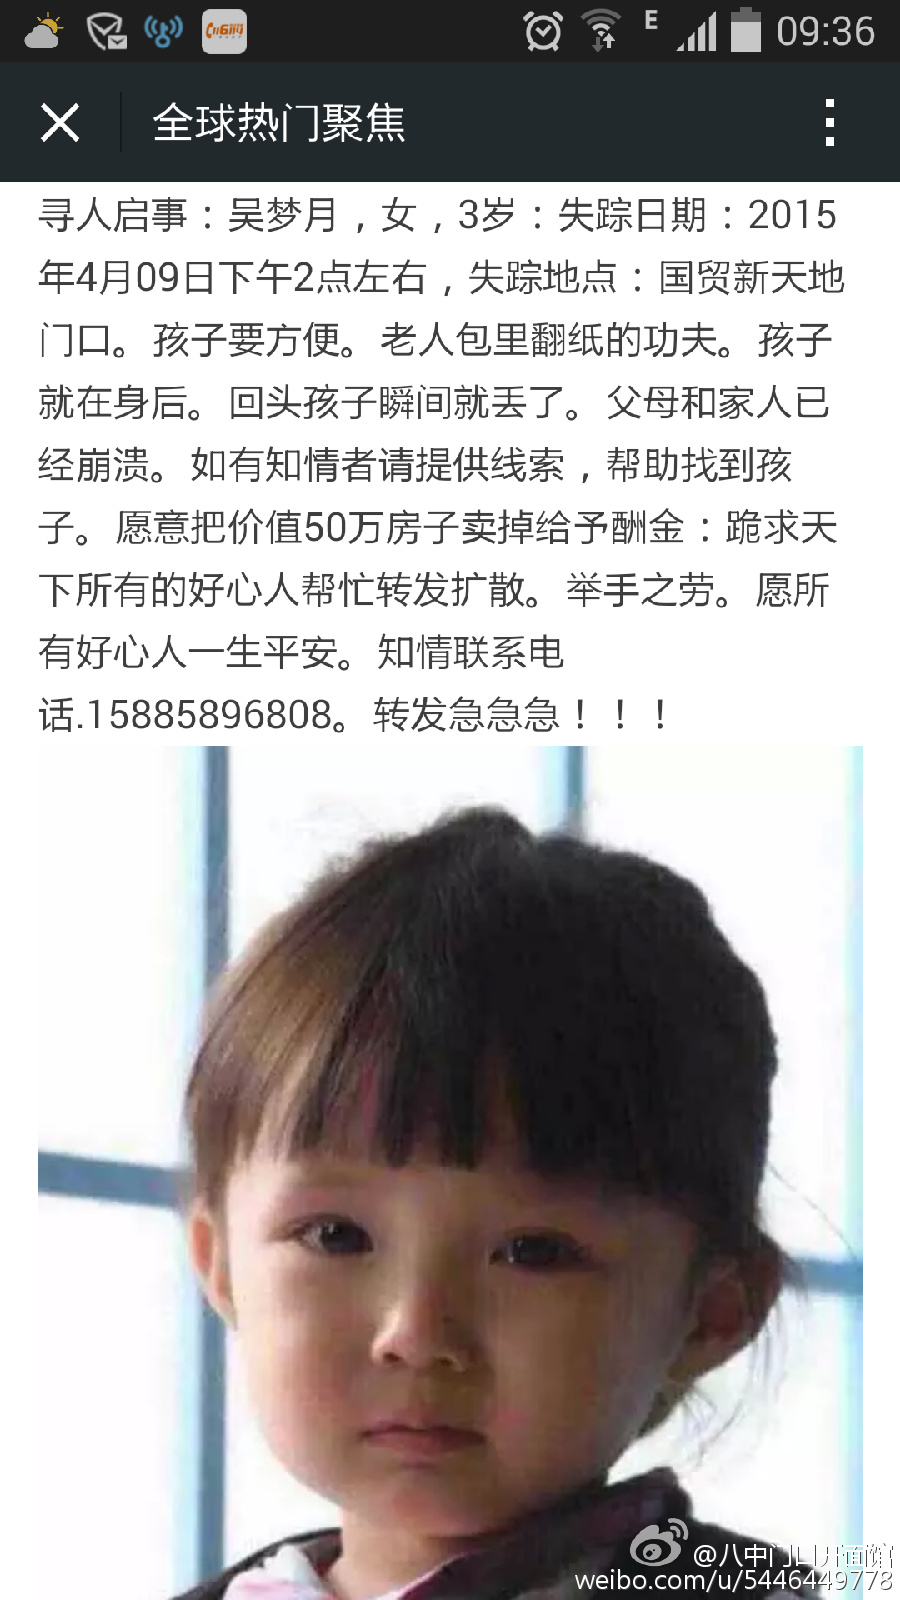 E
09:36
全球热门聚焦
寻人启事：吴梦月，女，3岁：失踪日期：2015
年4月09日下午2点左右，失踪地点：国贸新天地
门口。孩子要方便。老人包里翻纸的功夫。孩子
就在身后。回头孩子瞬间就丢了。父母和家人已
经崩溃。如有知情者请提供线索，帮助找到孩
子。愿意把价值50万房子卖掉给予酬金：跪求天
下所有的好心人帮忙转发扩散。举手之劳。愿所
有好心人一生平安。知情联系电
话.15885896808。转发急急急！！！
@八中门口开面馆
weibo.com/u/5446449778